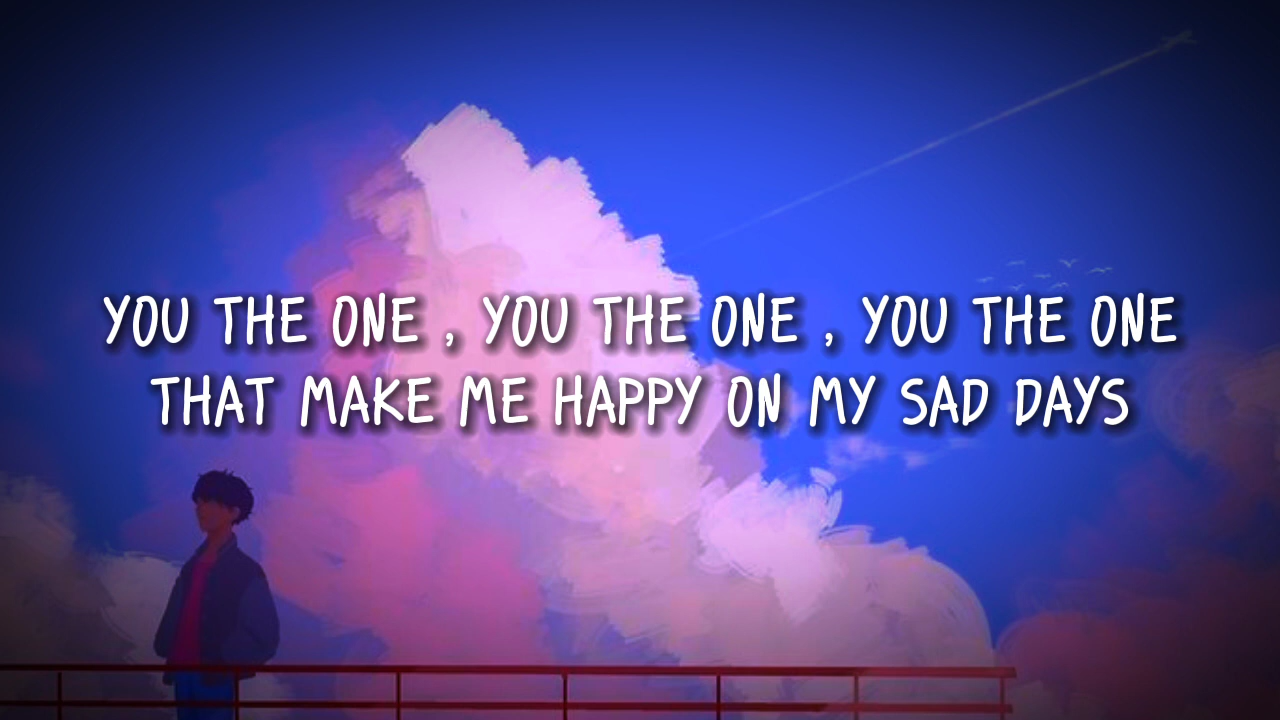 YOU THE ONE , YOU THE ONE , YOU THE ONE
THAT MAKE ME HAPPY ON MY SAD DAYS